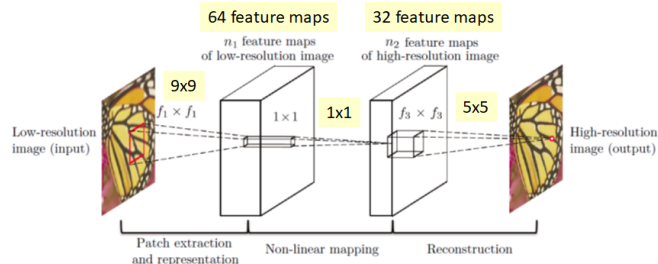 64 feature maps
32 feature maps
n₁ feature maps
of low-resolution image
n₂ feature maps
of high-resolution image
9x9
f₁ × f₁
1×1
1x1
f₃ × f₃
5x5
Low-resolution
image (input)
High-resolution
image (output)
Patch extraction
and representation
Non-linear mapping
Reconstruction